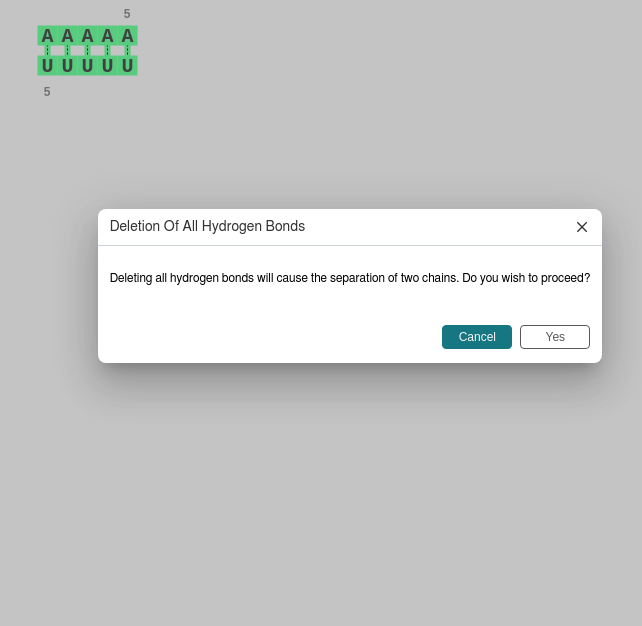 5
A A A A A
U U U U U
5
Deletion Of All Hydrogen Bonds
Deleting all hydrogen bonds will cause the separation of two chains. Do you wish to proceed?
Cancel Yes